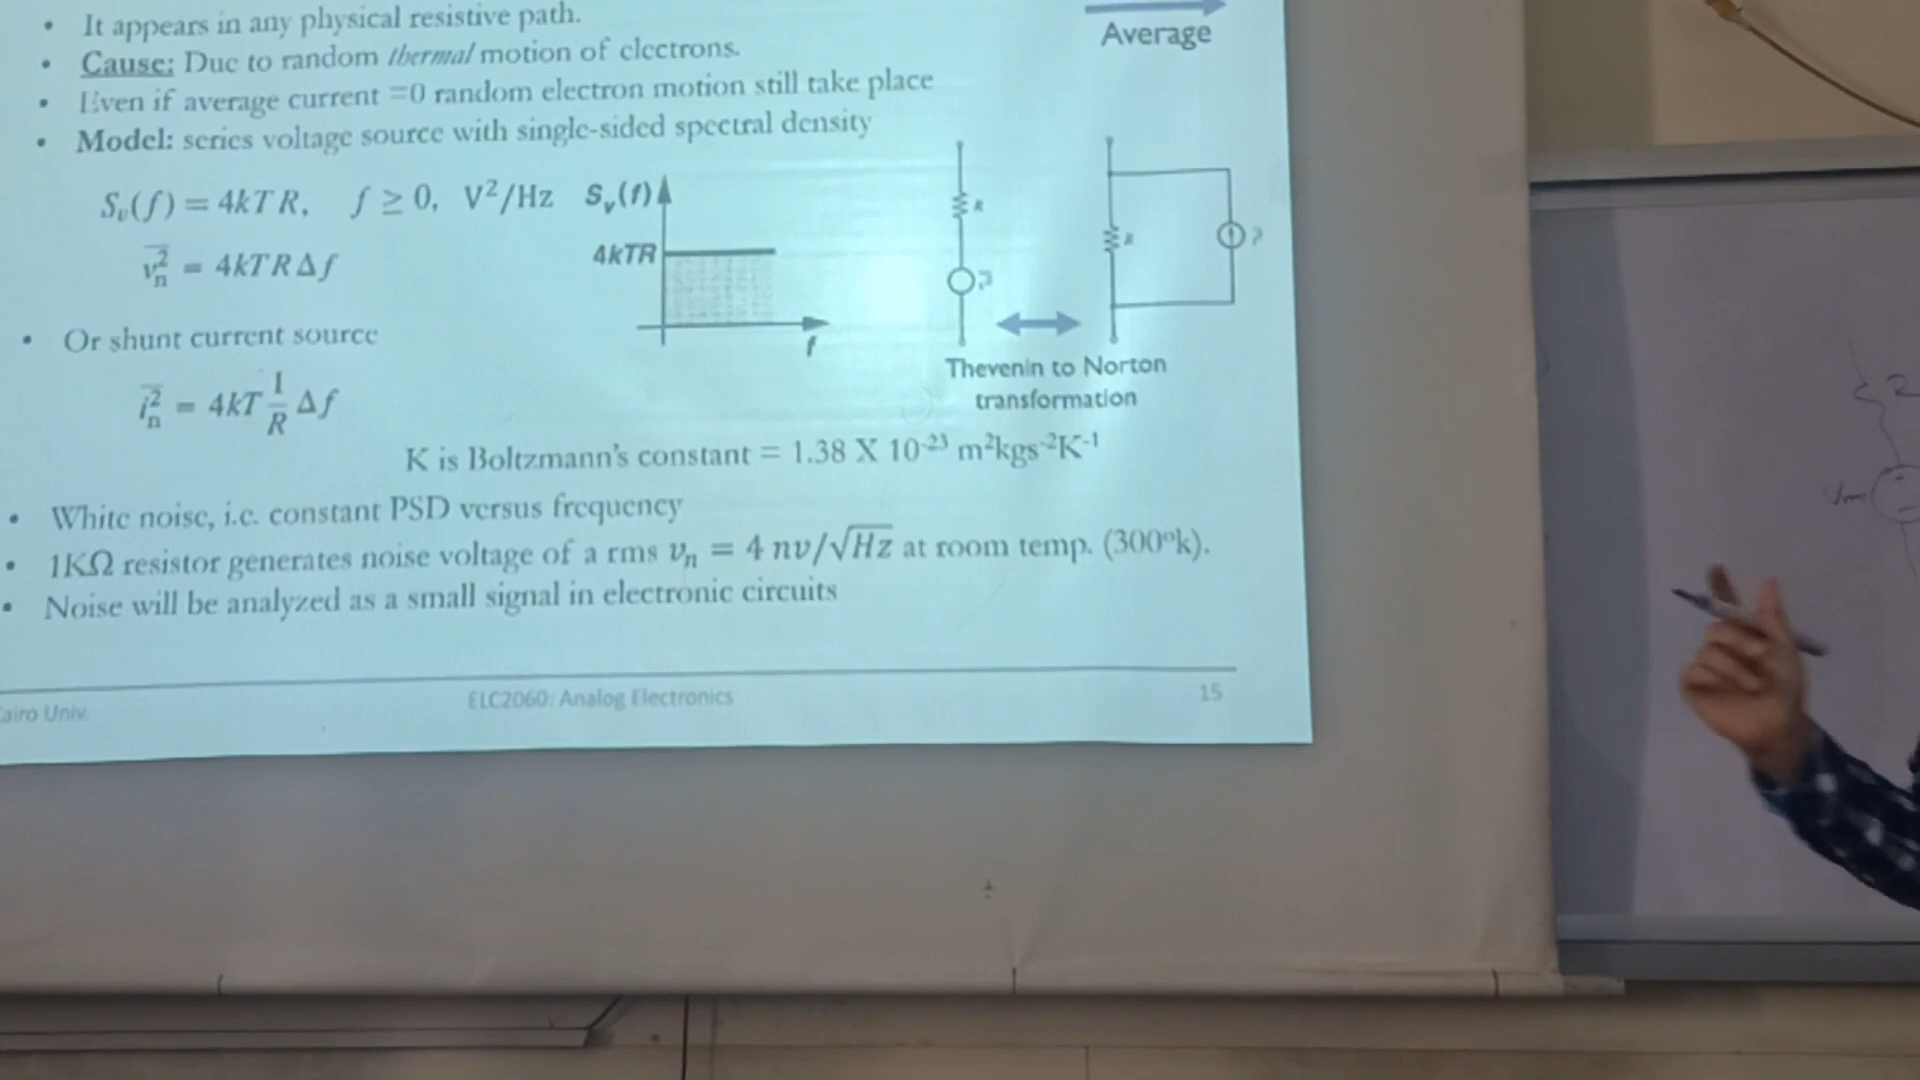 • It appears in any physical resistive path.
Average
• Cause: Due to random thermal motion of electrons.
• Even if average current =0 random electron motion still take place
• Model: series voltage source with single-sided spectral density
Sᵥ(f) = 4kTR, f ≥ 0, V²/Hz
Sᵥ(f)
4kTR
f
R
R
v̅ₙ²̅ = 4kTRΔf
• Or shunt current source
Thevenin to Norton
transformation
i̅ₙ²̅ = 4kT 1/R Δf
K is Boltzmann's constant = 1.38 X 10⁻²³ m²kgs⁻²K⁻¹
• White noise, i.e. constant PSD versus frequency
• 1KΩ resistor generates noise voltage of a rms vₙ = 4 nv/√Hz at room temp. (300ºk).
• Noise will be analyzed as a small signal in electronic circuits
airo Univ.
ELC2060: Analog Electronics
15
R